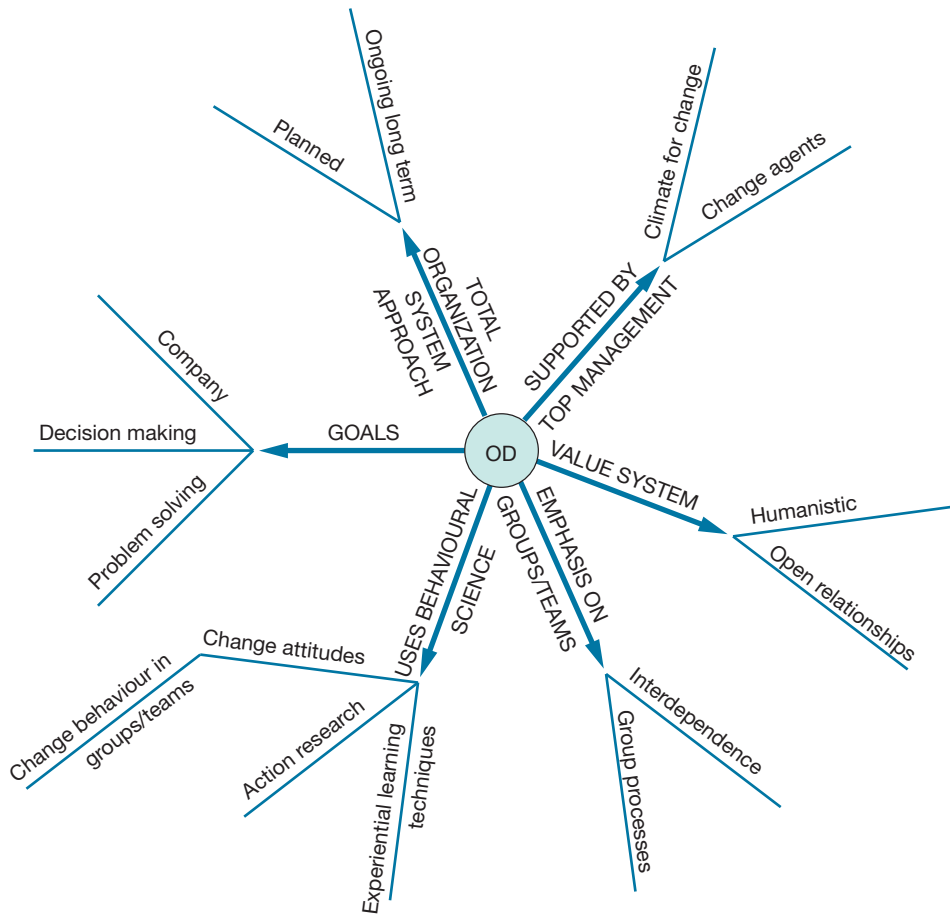 Ongoing long term
Planned
Climate for change
Change agents
TOTAL
ORGANIZATION
SYSTEM
APPROACH
SUPPORTED BY
TOP MANAGEMENT
Company
Decision making
Problem solving
GOALS
OD
VALUE SYSTEM
Humanistic
Open relationships
EMPHASIS ON
GROUPS/TEAMS
Interdependence
Group processes
USES BEHAVIOURAL
SCIENCE
Change attitudes
Change behaviour in
groups/teams
Action research
Experiential learning
techniques